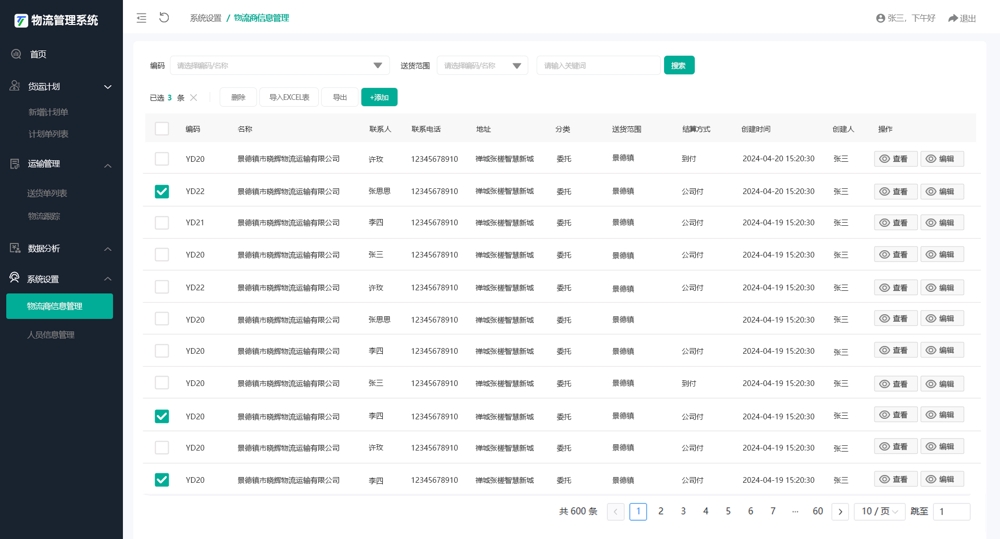 物流管理系统
首页
货运计划
新增计划单
计划单列表
运输管理
送货单列表
物流跟踪
数据分析
系统设置
物流商信息管理
人员信息管理
系统设置 / 物流商信息管理
张三，下午好 退出
编码 请选择编码/名称 送货范围 请选择编码/名称 请输入关键词 搜索
已选 3 条 删除 导入EXCEL表 导出 +添加
编码 名称 联系人 联系电话 地址 分类 送货范围 结算方式 创建时间 创建人 操作
YD20 景德镇市晓辉物流运输有限公司 许玫 12345678910 禅城张槎智慧新城 委托 景德镇 到付 2024-04-20 15:20:30 张三 查看 编辑
YD22 景德镇市晓辉物流运输有限公司 张思思 12345678910 禅城张槎智慧新城 委托 景德镇 公司付 2024-04-20 15:20:30 张三 查看 编辑
YD21 景德镇市晓辉物流运输有限公司 李四 12345678910 禅城张槎智慧新城 委托 景德镇 公司付 2024-04-19 15:20:30 张三 查看 编辑
YD20 景德镇市晓辉物流运输有限公司 张三 12345678910 禅城张槎智慧新城 委托 景德镇 公司付 2024-04-19 15:20:30 张三 查看 编辑
YD22 景德镇市晓辉物流运输有限公司 许玫 12345678910 禅城张槎智慧新城 委托 景德镇 公司付 2024-04-19 15:20:30 张三 查看 编辑
YD20 景德镇市晓辉物流运输有限公司 张思思 12345678910 禅城张槎智慧新城 委托 景德镇 2024-04-19 15:20:30 张三 查看 编辑
YD20 景德镇市晓辉物流运输有限公司 李四 12345678910 禅城张槎智慧新城 委托 景德镇 公司付 2024-04-19 15:20:30 张三 查看 编辑
YD20 景德镇市晓辉物流运输有限公司 张三 12345678910 禅城张槎智慧新城 委托 景德镇 到付 2024-04-19 15:20:30 张三 查看 编辑
YD20 景德镇市晓辉物流运输有限公司 李四 12345678910 禅城张槎智慧新城 委托 景德镇 公司付 2024-04-19 15:20:30 张三 查看 编辑
YD20 景德镇市晓辉物流运输有限公司 许玫 12345678910 禅城张槎智慧新城 委托 景德镇 公司付 2024-04-19 15:20:30 张三 查看 编辑
YD20 景德镇市晓辉物流运输有限公司 李四 12345678910 禅城张槎智慧新城 委托 景德镇 公司付 2024-04-19 15:20:30 张三 查看 编辑
共 600 条 1 2 3 4 5 6 7 ··· 60 10 / 页 跳至 1